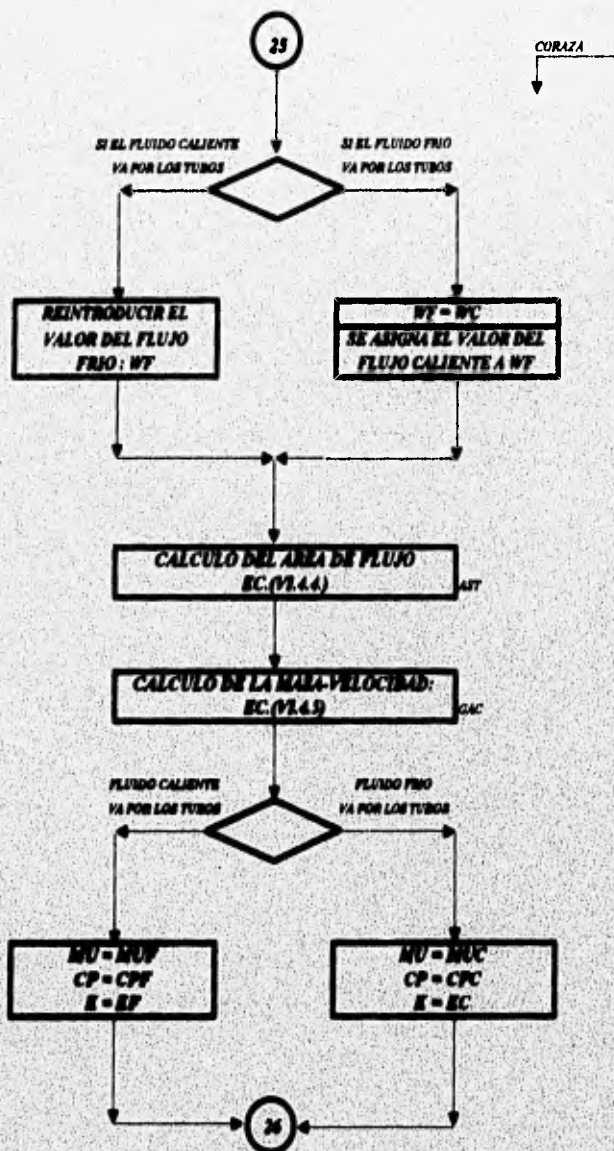 25
CORAZA
SI EL FLUIDO CALIENTE
VA POR LOS TUBOS
SI EL FLUIDO FRIO
VA POR LOS TUBOS
REINTRODUCIR EL
VALOR DEL FLUJO
FRIO : WF
WF = WC
SE ASIGNA EL VALOR DEL
FLUJO CALIENTE A WF
CALCULO DEL AREA DE FLUJO
EC.(VI.4.4.)
AST
CALCULO DE LA MASA-VELOCIDAD:
EC.(VI.4.5)
GAC
FLUIDO CALIENTE
VA POR LOS TUBOS
FLUIDO FRIO
VA POR LOS TUBOS
MU = MUF
CP = CPF
K = KF
MU = MUC
CP = CPC
K = KC
26